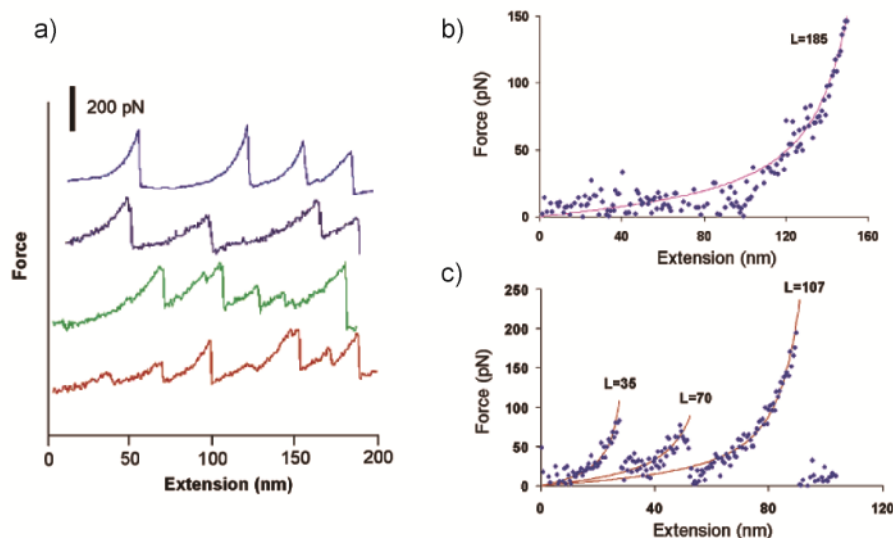 a)
200 pN
Force
0
50
100
150
200
Extension (nm)
b)
150
100
50
0
Force (pN)
L=185
0
40
80
120
160
Extension (nm)
c)
250
200
150
100
50
0
Force (pN)
L=35
L=70
L=107
0
40
80
120
Extension (nm)